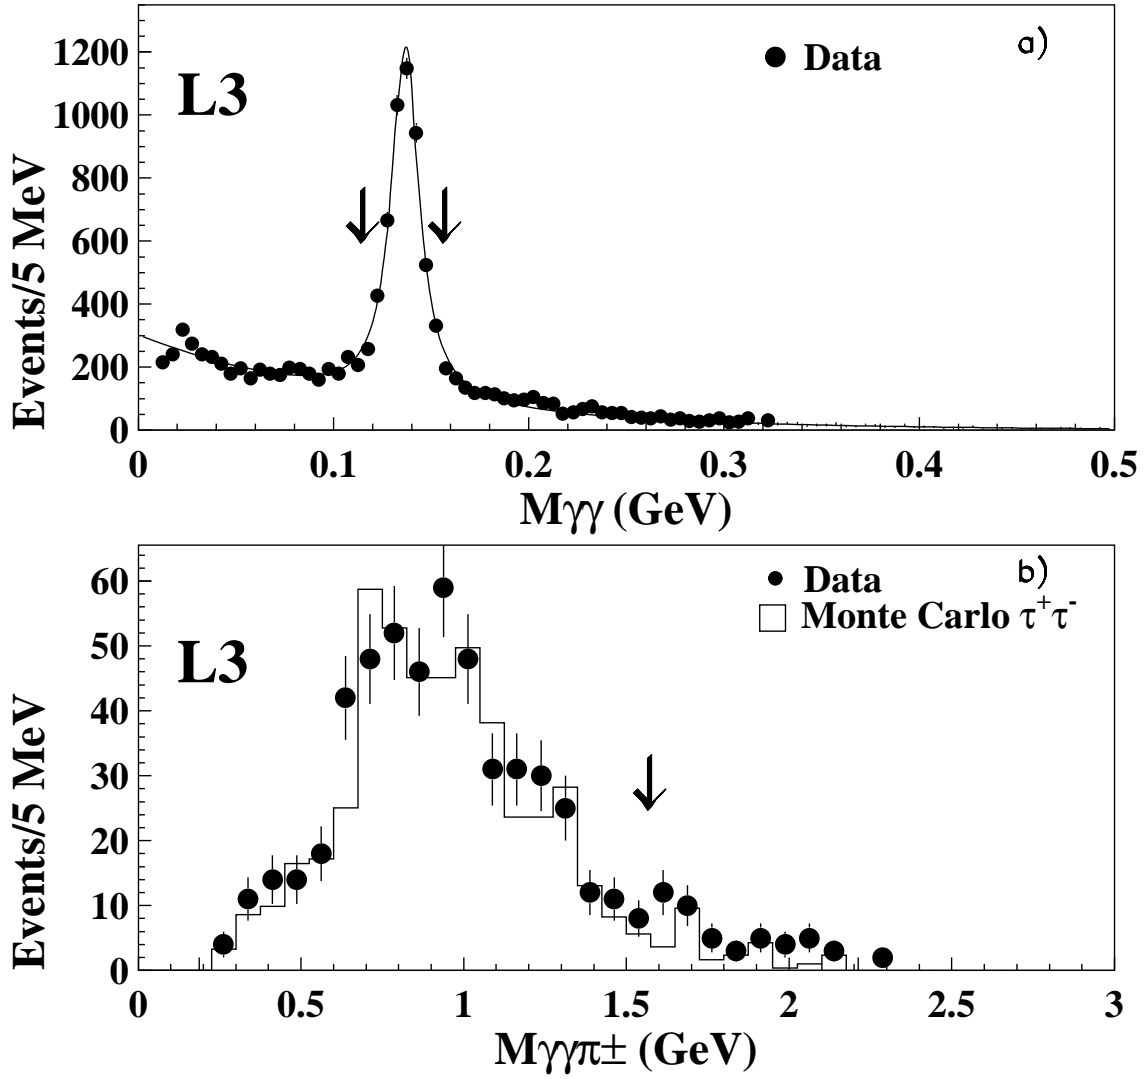 a)
Data
L3
1200
1000
800
600
400
200
0
Events/5 MeV
0 0.1 0.2 0.3 0.4 0.5
Mγγ (GeV)
b)
Data
Monte Carlo τ+τ-
L3
60
50
40
30
20
10
0
Events/5 MeV
0 0.5 1 1.5 2 2.5 3
Mγγπ± (GeV)